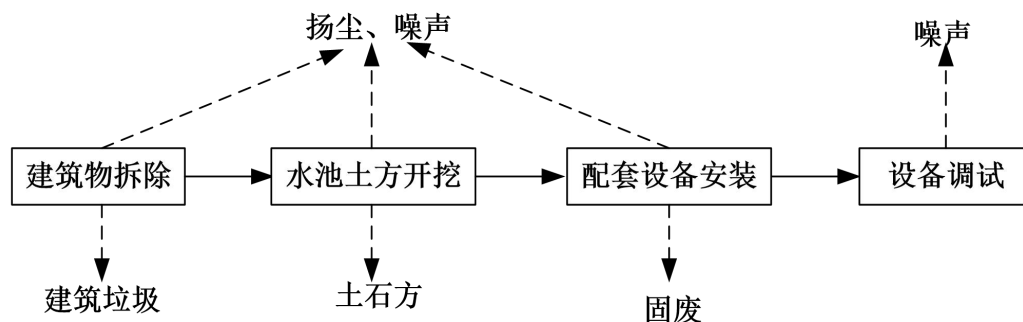 扬尘、噪声
噪声
建筑物拆除
水池土方开挖
配套设备安装
设备调试
建筑垃圾
土石方
固废